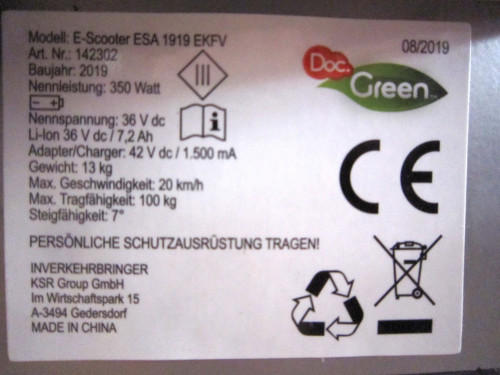 Modell: E-Scooter ESA 1919 EKFV
Art. Nr.: 142302
Baujahr: 2019
Nennleistung: 350 Watt
Nennspannung: 36 V dc
Li-Ion 36 V dc / 7,2 Ah
Adapter/Charger: 42 V dc / 1.500 mA
Gewicht: 13 kg
Max. Geschwindigkeit: 20 km/h
Max. Tragfähigkeit: 100 kg
Steigfähigkeit: 7°
III
i
08/2019
Doc.
Green
CE
PERSÖNLICHE SCHUTZAUSRÜSTUNG TRAGEN!
INVERKEHRBRINGER
KSR Group GmbH
Im Wirtschaftspark 15
A-3494 Gedersdorf
MADE IN CHINA